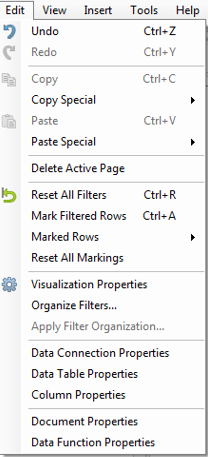 Edit View Insert Tools Help
Undo Ctrl+Z
Redo Ctrl+Y
Copy Ctrl+C
Copy Special
Paste Ctrl+V
Paste Special
Delete Active Page
Reset All Filters Ctrl+R
Mark Filtered Rows Ctrl+A
Marked Rows
Reset All Markings
Visualization Properties
Organize Filters...
Apply Filter Organization...
Data Connection Properties
Data Table Properties
Column Properties
Document Properties
Data Function Properties